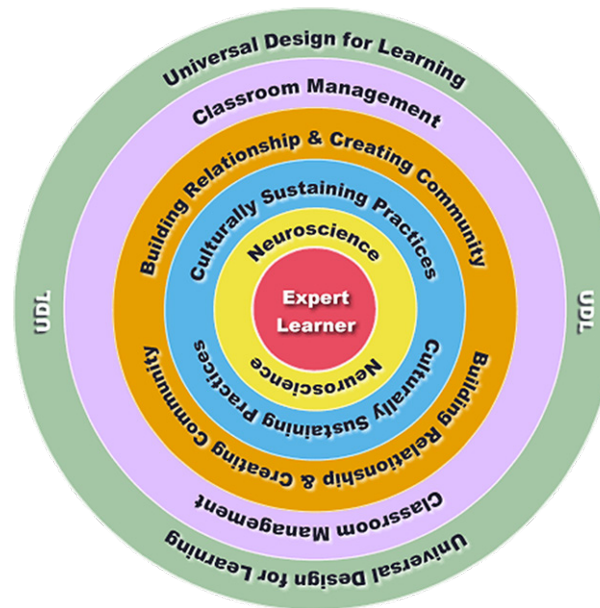 Universal Design for Learning
Classroom Management
Building Relationship & Creating Community
Culturally Sustaining Practices
Neuroscience
Expert
Learner
UDL
UDL
Neuroscience
Culturally Sustaining Practices
Building Relationship & Creating Community
Classroom Management
Universal Design for Learning